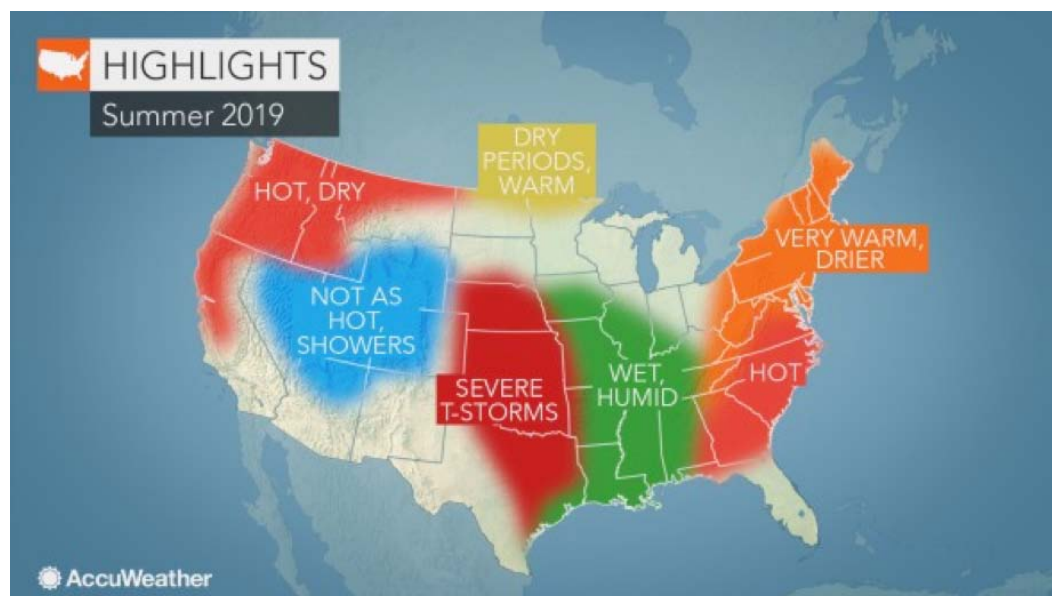 HIGHLIGHTS
Summer 2019
DRY
PERIODS,
WARM
HOT, DRY
VERY WARM,
DRIER
NOT AS
HOT,
SHOWERS
SEVERE
T-STORMS
WET,
HUMID
HOT
AccuWeather